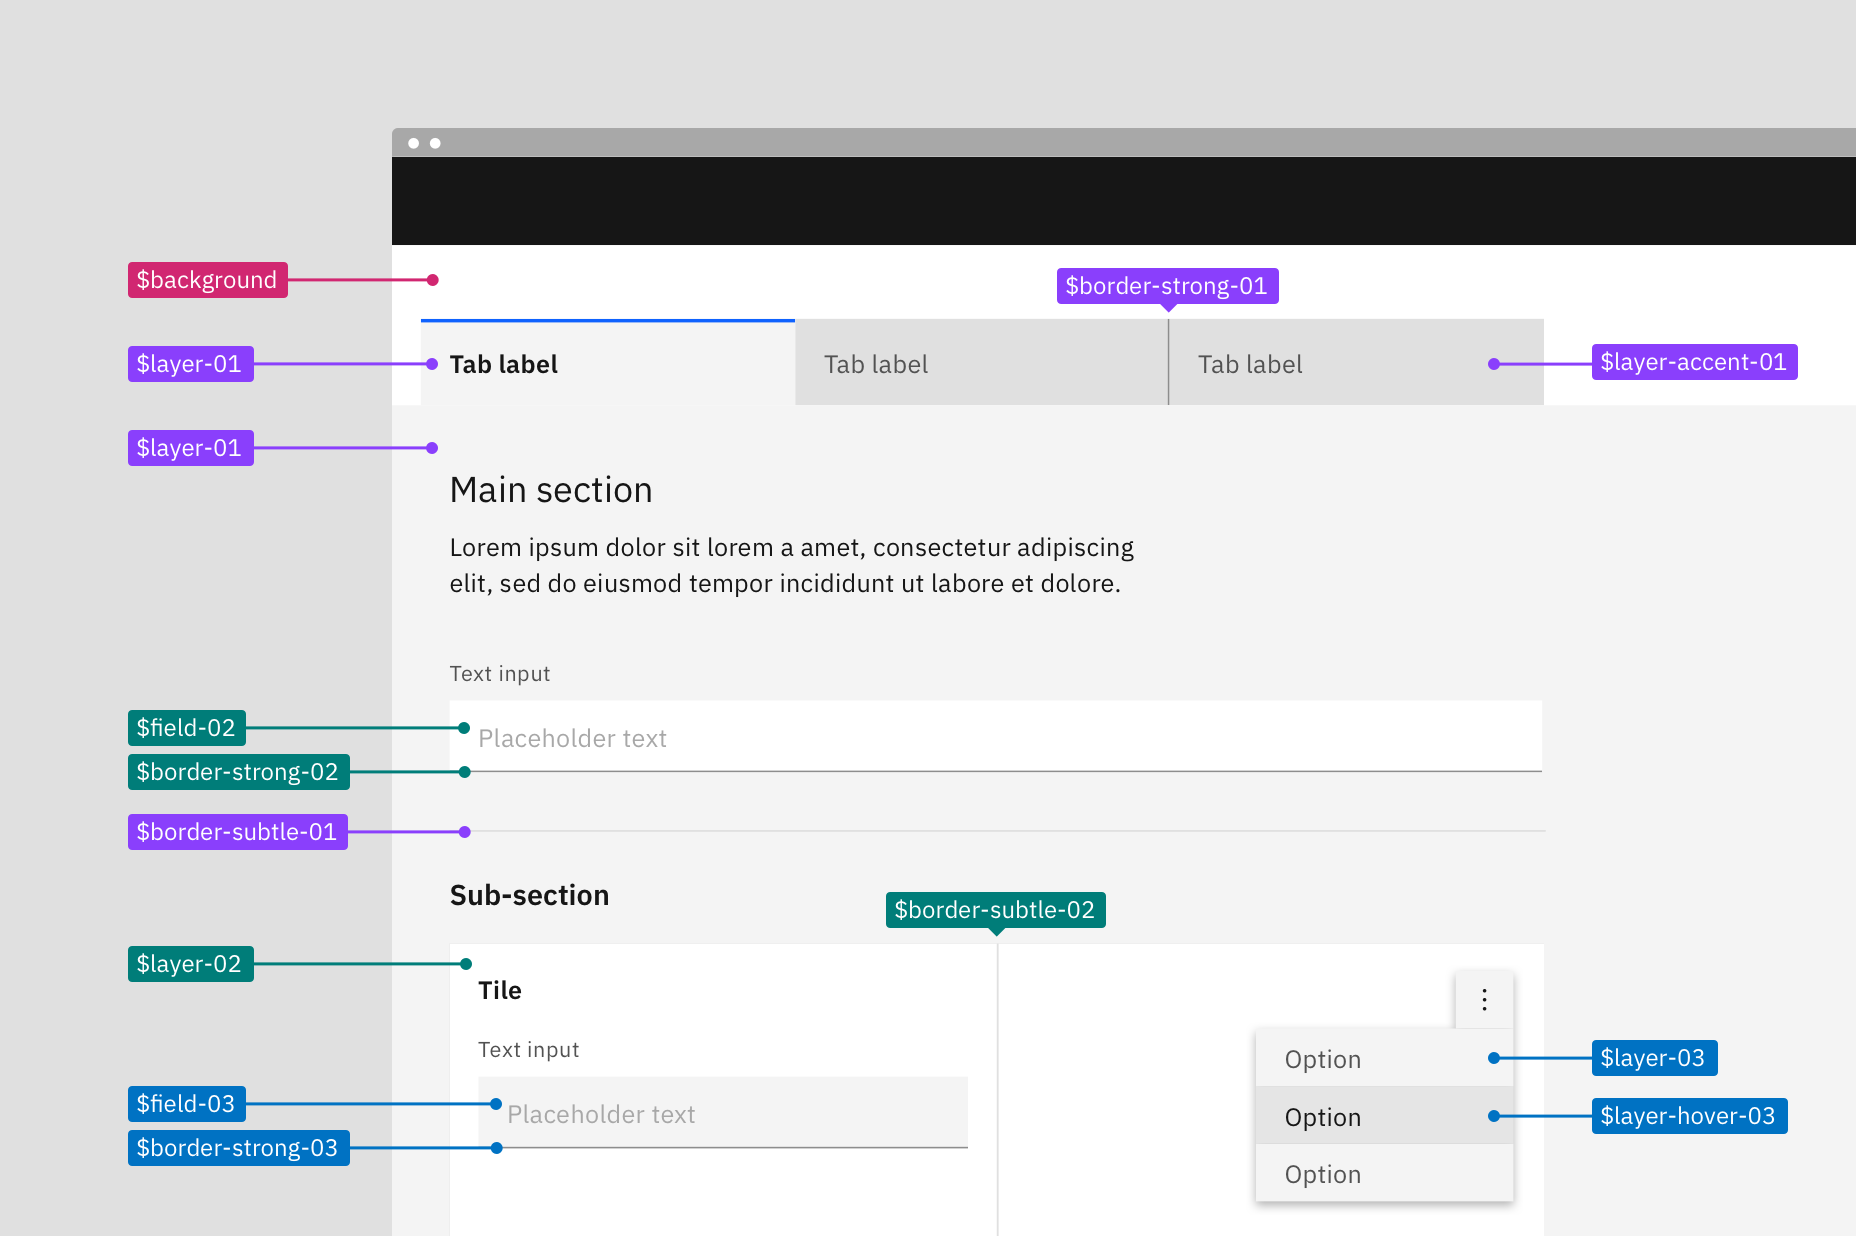 $background
$border-strong-01
$layer-01
Tab label
Tab label
Tab label
$layer-accent-01
$layer-01
Main section
Lorem ipsum dolor sit lorem a amet, consectetur adipiscing
elit, sed do eiusmod tempor incididunt ut labore et dolore.
Text input
$field-02
Placeholder text
$border-strong-02
$border-subtle-01
Sub-section
$border-subtle-02
$layer-02
Tile
Text input
Option
$layer-03
$field-03
Placeholder text
Option
$layer-hover-03
$border-strong-03
Option